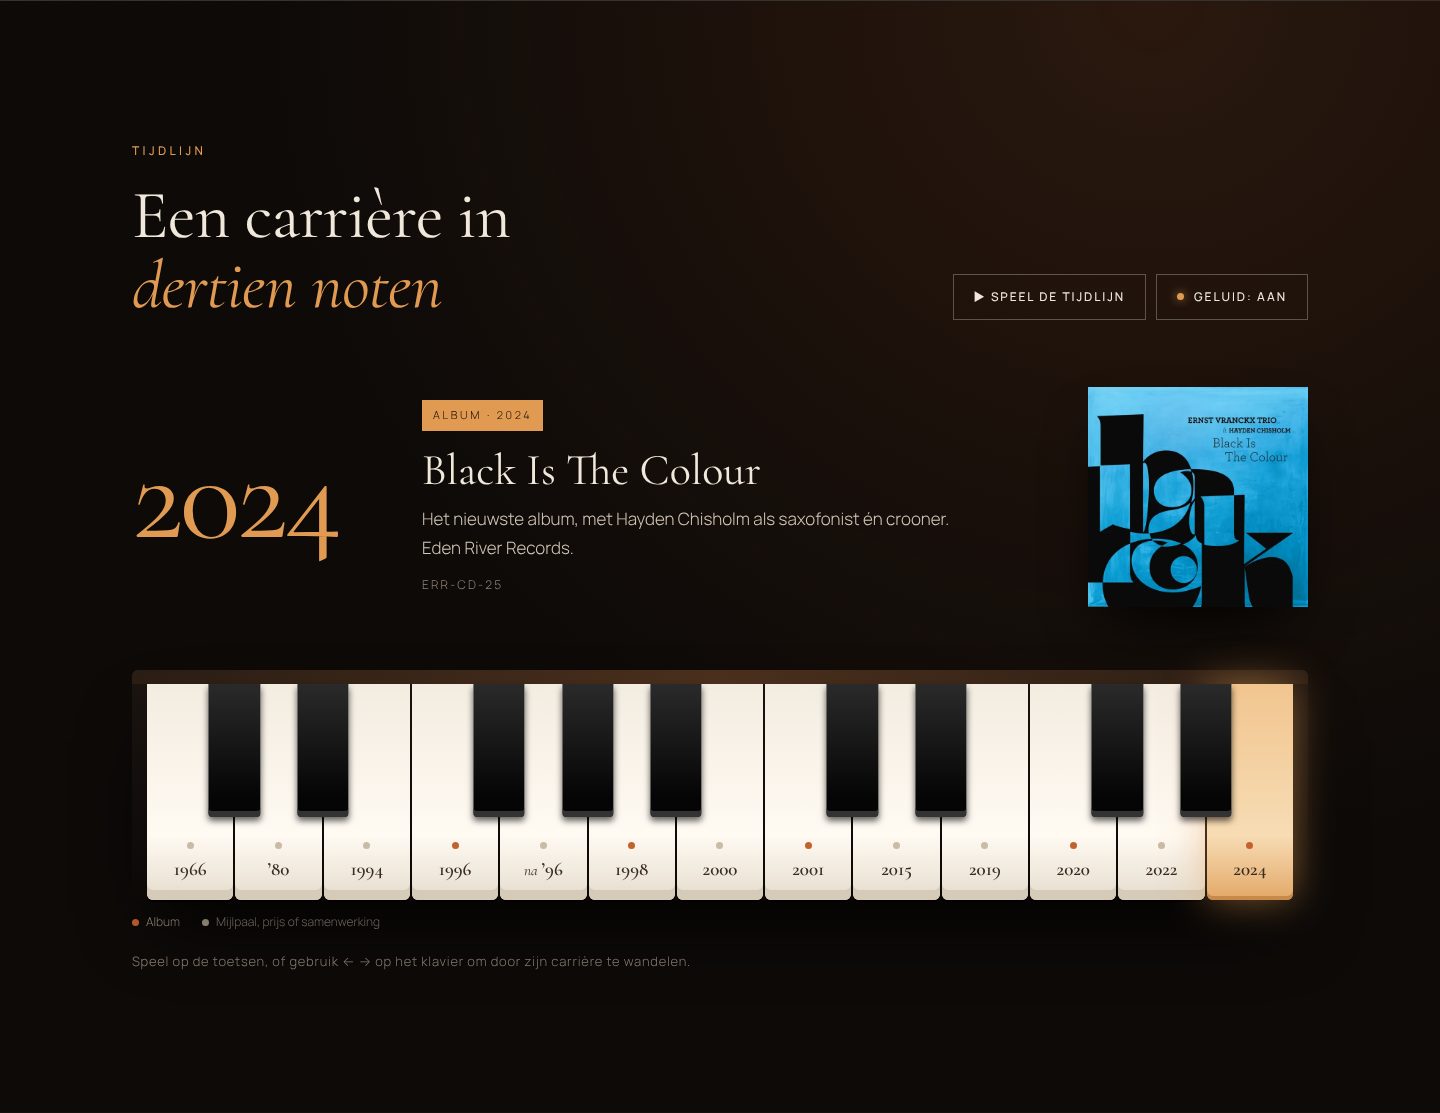 TIJDLIJN
Een carrière in
dertien noten
▶ SPEEL DE TIJDLIJN
GELUID: AAN
ALBUM · 2024
2024
Black Is The Colour
Het nieuwste album, met Hayden Chisholm als saxofonist én crooner.
Eden River Records.
ERR-CD-25
ERNST VRANCKX TRIO
& HAYDEN CHISHOLM
Black Is
The Colour
1966
’80
1994
1996
na ’96
1998
2000
2001
2015
2019
2020
2022
2024
Album
Mijlpaal, prijs of samenwerking
Speel op de toetsen, of gebruik ← → op het klavier om door zijn carrière te wandelen.